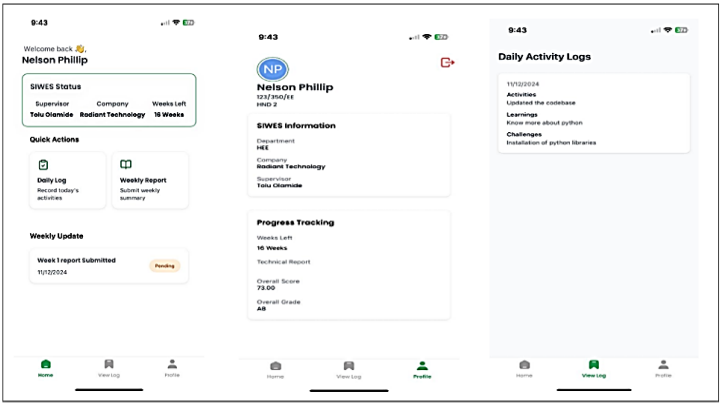 9:43
Welcome back 👋,
Nelson Phillip
SIWES Status
Supervisor Company Weeks Left
Tolu Olamide Radiant Technology 16 Weeks
Quick Actions
Daily Log
Record today's
activities
Weekly Report
Submit weekly
summary
Weekly Update
Week 1 report Submitted
11/12/2024
Pending
Home View Log Profile
9:43
NP
Nelson Phillip
123/350/EE
HND 2
SIWES Information
Department
HEE
Company
Radiant Technology
Supervisor
Tolu Olamide
Progress Tracking
Weeks Left
16 Weeks
Technical Report
Overall Score
73.00
Overall Grade
AB
Home View Log Profile
9:43
Daily Activity Logs
11/12/2024
Activities
Updated the codebase
Learnings
Know more about python
Challenges
Installation of python libraries
Home View Log Profile